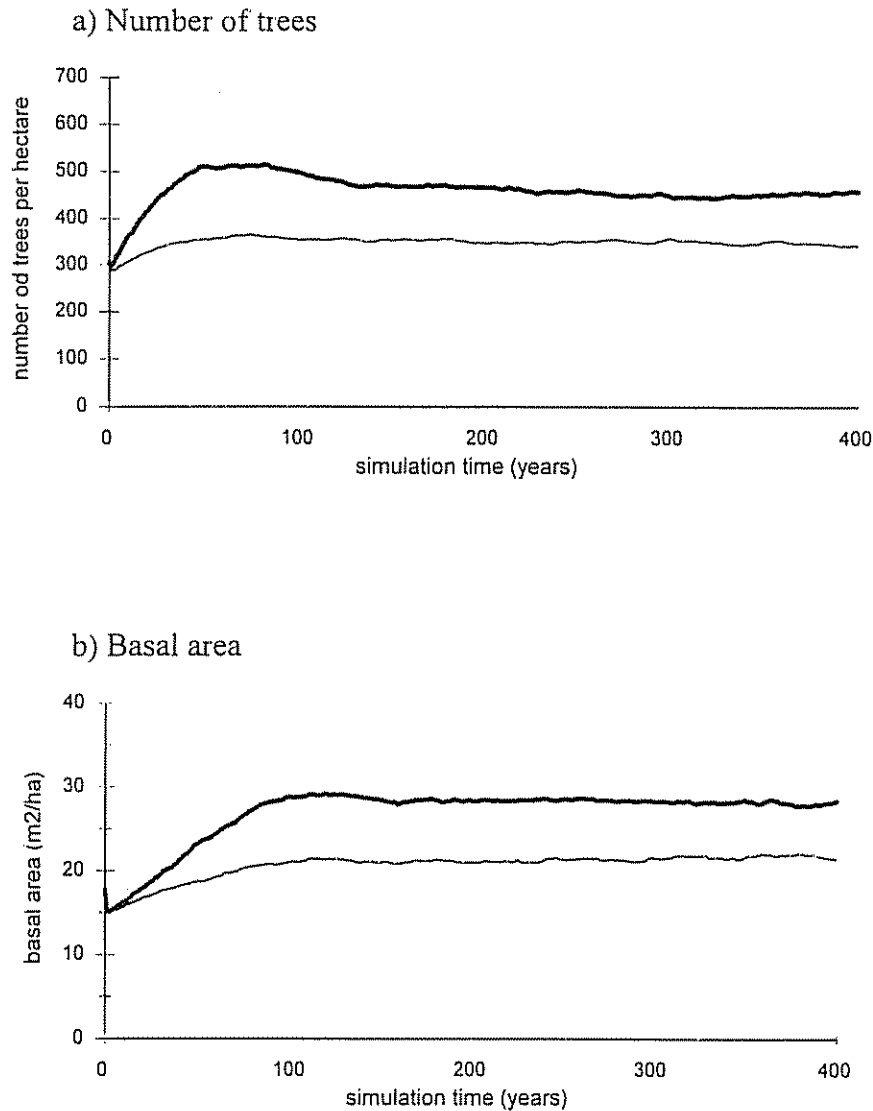 a) Number of trees
700
600
500
400
300
200
100
0
number od trees per hectare
0 100 200 300 400
simulation time (years)
b) Basal area
40
30
20
10
0
basal area (m2/ha)
0 100 200 300 400
simulation time (years)